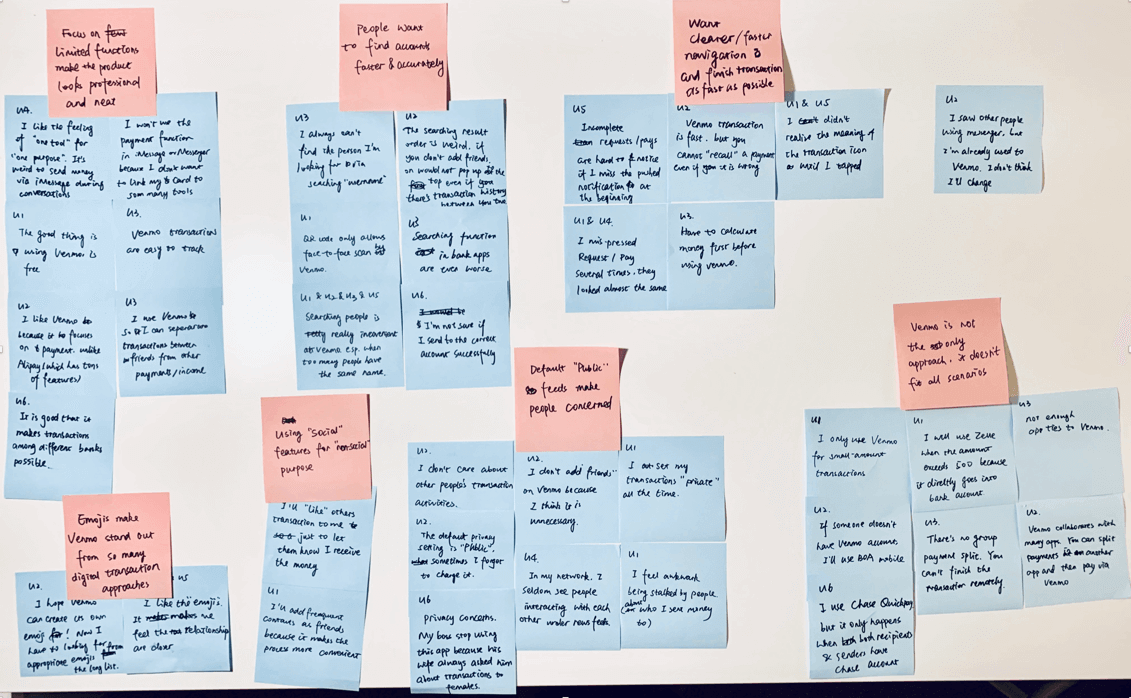 Focus on
limited functions
make the product
looks professional
and neat
U4.
I like the feeling
of "one tool" for
"one purpose". It's
weird to send money
via iMessage during
conversations
I won't use the
payment function
in iMessage or Messenger
because I don't want
to link my card to
so many tools
U1
The good thing is
using Venmo is
free
U3.
Venmo transactions
are easy to track
U2
I like Venmo
because it focuses
on payment. unlike
Alipay (which has tons
of features)
U3
I use Venmo
So I can separate
transactions between
friends from other
payments/income
U6.
It is good that it
makes transactions
among different banks
possible.
People want
to find accounts
faster & accurately
U3
I always can't
find the person I'm
looking for
searching "username"
U2
The searching result
order is weird. if
you don't add friends,
on would not pop up
top even if
there's transaction history
between you two
U1
QR code only allows
face-to-face scan
Venmo.
U3
Searching function
in bank apps
are even worse
U1 & U2 & U3 & U5
Searching people is
really inconvenient
at Venmo esp. when
too many people have
the same name.
U6.
I'm not sure if
I send to the correct
account successfully
Want
clearer/faster
navigation &
and finish transaction
as fast as possible
U5
Incomplete
requests/pays
are hard to notice
if I miss the pushed
notification at
the beginning
U2
Venmo transaction
is fast. but you
cannot "recall" a payment
even if you it is wrong
U1 & U5
I didn't
realize the meaning of
the transaction icon
until I tapped
U2
I saw other people
using messenger. but
I'm already used to
Venmo. I don't think
I'll change
U1 & U4.
I mis-pressed
Request / Pay
several times. they
looked almost the same
U3.
Have to calculate
money first before
using venmo.
Emojis make
Venmo stand out
from so many
digital transaction
approaches
U2.
I hope Venmo
can create its own
emoji! Now I
have to looking for
appropriate emojis from
the long list.
U5
I like the emojis.
It makes me
feel the relationship
are closer
Using "social"
features for "nonsocial"
purpose
I'll "like" others
transaction to me
just to let
them know I receive
the money
U1
I'll add frequent
contacts as friends
because it makes the
process more convenient
Default "Public"
feeds make
people concerned
U2.
I don't care about
other people's transaction
activities.
U2.
I don't add friends"
on Venmo because
I think it is
unnecessary.
U1
I set my
transactions "private"
all the time.
U2.
The default privacy
setting is "Public".
sometimes I forgot
to change it.
U4.
In my network. I
seldom see people
interacting with each
other under news feeds.
U1
I feel awkward
being stalked by people
about
(who I sent money
to)
U6
privacy concerns.
My boss stop using
this app because his
wife always asked him
about transactions to
females.
Venmo is not
the only
approach, it doesn't
fit all scenarios
U1
I only use Venmo
for small-amount
transactions
U1
I will use Zelle
when the amount
exceeds 500 because
it directly goes into
bank account
U3
not enough
app ties to Venmo.
U2.
If someone doesn't
have Venmo account
I'll use BOA mobile
U3.
There's no group
payment split. You
can't finish the
transaction remotely.
U2.
Venmo collaborates with
many apps. You can split
payments on another
app and then pay via
Venmo
U6
I use Chase Quickpay
but it only happens
when both recipients
& senders have
Chase account